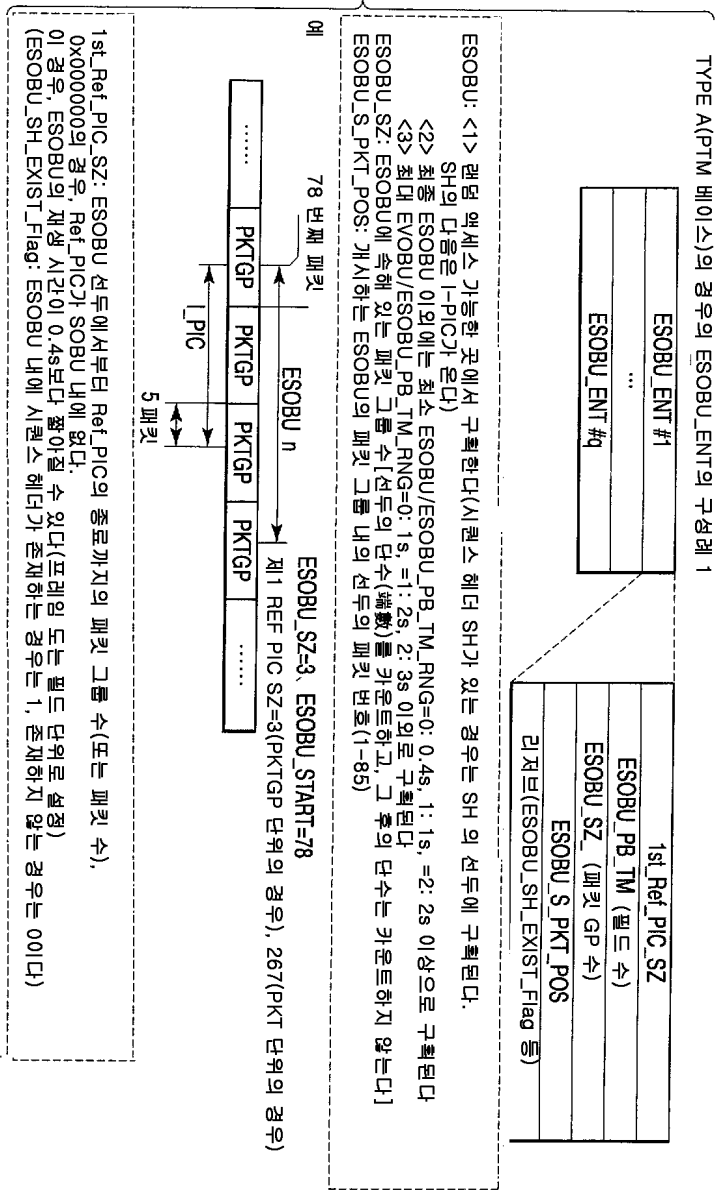 TYPE A(PTM 베이스)의 경우의 ESOBU_ENT의 구성례 1
ESOBU_ENT #1
...
ESOBU_ENT #q
1st_Ref_PIC_SZ
ESOBU_PB_TM (필드 수)
ESOBU_SZ_ (패킷 GP 수)
ESOBU_S_PKT_POS
리저브(ESOBU_SH_EXIST_Flag 등)
ESOBU: <1> 랜덤 액세스 가능한 곳에서 구획한다(시퀀스 헤더 SH가 있는 경우는 SH 의 선두에 구획된다.
SH의 다음은 I-PIC가 온다)
<2> 최종 ESOBU 이외에는 최소 ESOBU/ESOBU_PB_TM_RNG=0: 0.4s, 1: 1s, =2: 2s 이상으로 구획된다
<3> 최대 EVOBU/ESOBU_PB_TM_RNG=0: 1s, =1: 2s, 2: 3s 이외로 구획된다
ESOBU_SZ: ESOBU에 속해 있는 패킷 그룹 수[선두의 단수(端數)를 카운트하고, 그 후의 단수는 카운트하지 않는다]
ESOBU_S_PKT_POS: 개시하는 ESOBU의 패킷 그룹 내의 선두의 패킷 번호(1-85)
예
78 번째 패킷
ESOBU n
ESOBU_SZ=3、ESOBU_START=78
제1 REF PIC SZ=3(PKTGP 단위의 경우), 267(PKT 단위의 경우)
...... PKTGP PKTGP PKTGP PKTGP ......
I_PIC
5 패킷
1st_Ref_PIC_SZ: ESOBU 선두에서부터 Ref_PIC의 종료까지의 패킷 그룹 수(또는 패킷 수),
0x000000의 경우, Ref_PIC가 SOBU 내에 없다.
이 경우, ESOBU의 재생 시간이 0.4s보다 짧아질 수 있다(프레임 또는 필드 단위로 설정)
(ESOBU_SH_EXIST_Flag: ESOBU 내에 시퀀스 헤더가 존재하는 경우는 1, 존재하지 않는 경우는 0이다)